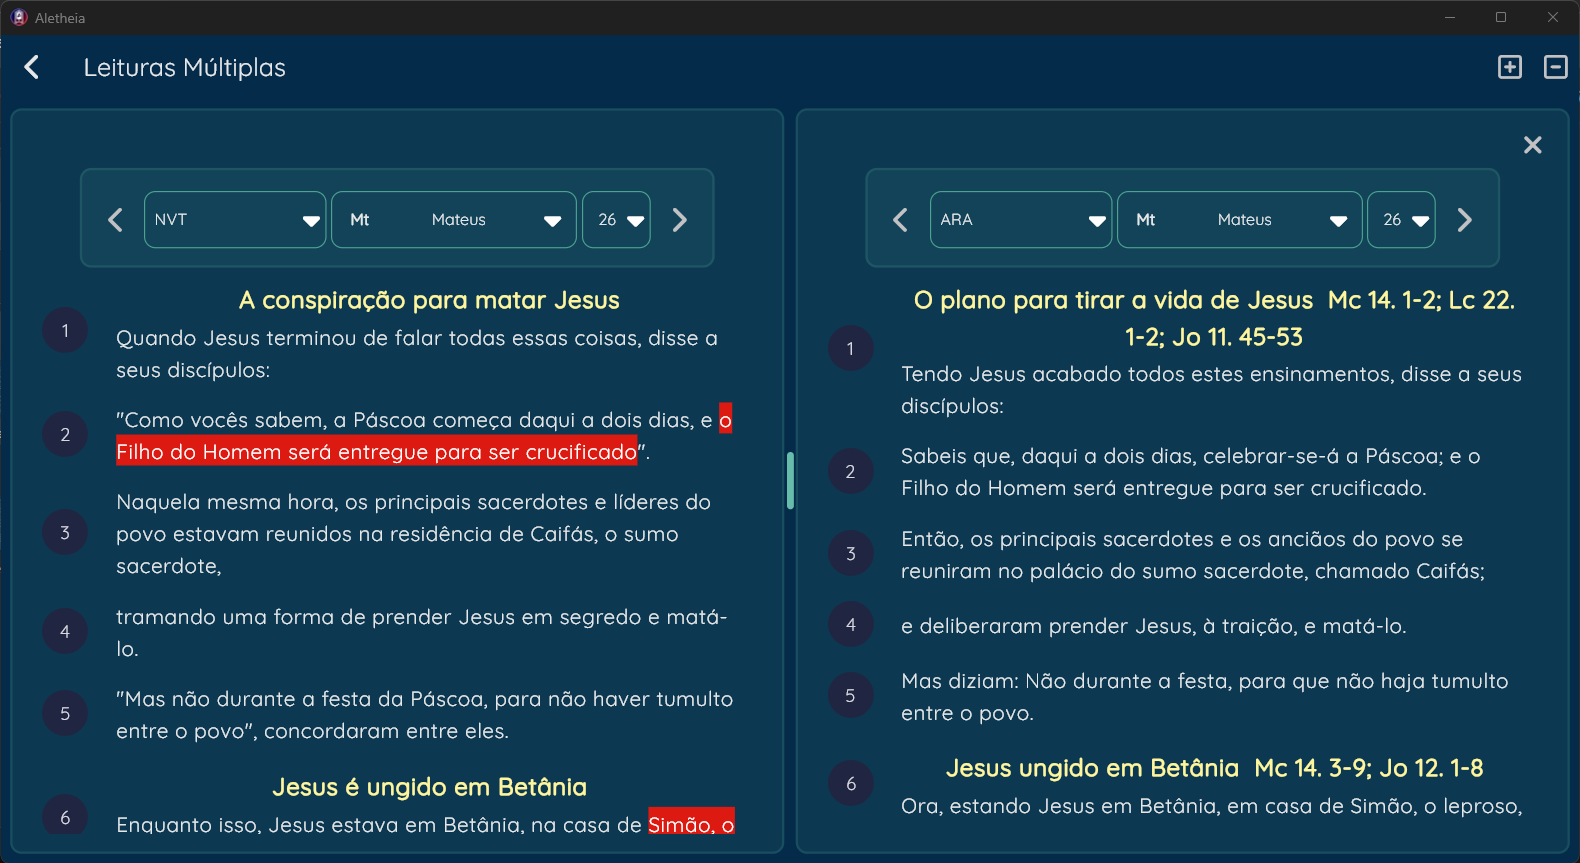 Aletheia
Leituras Múltiplas
NVT
Mt Mateus
26
A conspiração para matar Jesus
1
Quando Jesus terminou de falar todas essas coisas, disse a
seus discípulos:
2
"Como vocês sabem, a Páscoa começa daqui a dois dias, e o
Filho do Homem será entregue para ser crucificado".
3
Naquela mesma hora, os principais sacerdotes e líderes do
povo estavam reunidos na residência de Caifás, o sumo
sacerdote,
4
tramando uma forma de prender Jesus em segredo e matá-
lo.
5
"Mas não durante a festa da Páscoa, para não haver tumulto
entre o povo", concordaram entre eles.
Jesus é ungido em Betânia
6
Enquanto isso, Jesus estava em Betânia, na casa de Simão, o
ARA
Mt Mateus
26
O plano para tirar a vida de Jesus  Mc 14. 1-2; Lc 22.
1-2; Jo 11. 45-53
1
Tendo Jesus acabado todos estes ensinamentos, disse a seus
discípulos:
2
Sabeis que, daqui a dois dias, celebrar-se-á a Páscoa; e o
Filho do Homem será entregue para ser crucificado.
3
Então, os principais sacerdotes e os anciãos do povo se
reuniram no palácio do sumo sacerdote, chamado Caifás;
4
e deliberaram prender Jesus, à traição, e matá-lo.
5
Mas diziam: Não durante a festa, para que não haja tumulto
entre o povo.
Jesus ungido em Betânia  Mc 14. 3-9; Jo 12. 1-8
6
Ora, estando Jesus em Betânia, em casa de Simão, o leproso,